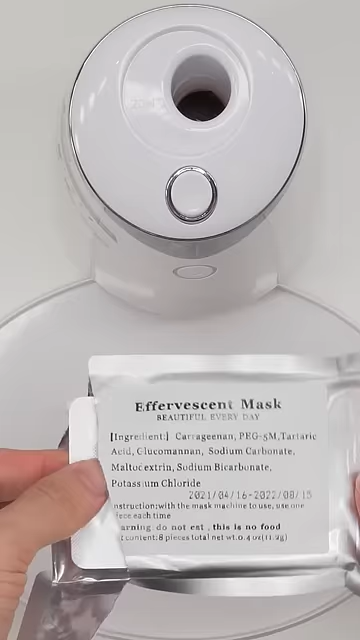 Effervescent Mask
BEAUTIFUL EVERY DAY
[Ingredient:] Carrageenan, PEG-5M, Tartaric
Acid, Glucomannan, Sodium Carbonate,
Maltocextrin, Sodium Bicarbonate,
Potassium Chloride
2021/04/16-2022/08/15
nstruction:with the mask machine to use, use one
iece each time
arning do not eat , this is no food
t content:8 pieces total net wt.0.4 oz(11.2g)